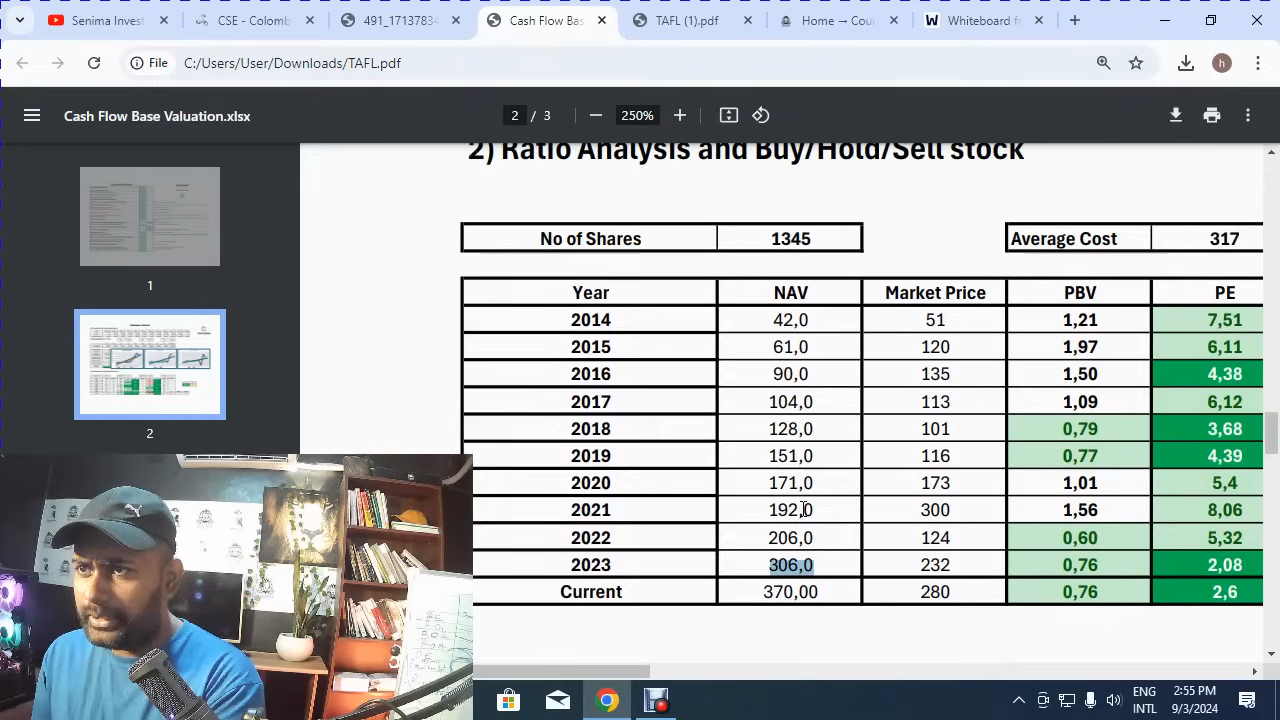 Senima Invest
CSE - Colomb
491_17137834
Cash Flow Bas
TAFL (1).pdf
Home → Cou
Whiteboard f
File
C:/Users/User/Downloads/TAFL.pdf
h
Cash Flow Base Valuation.xlsx
2 / 3
250%
2) Ratio Analysis and Buy/Hold/Sell stock
No of Shares 1345 Average Cost 317
Year NAV Market Price PBV PE
2014 42,0 51 1,21 7,51
2015 61,0 120 1,97 6,11
2016 90,0 135 1,50 4,38
2017 104,0 113 1,09 6,12
2018 128,0 101 0,79 3,68
2019 151,0 116 0,77 4,39
2020 171,0 173 1,01 5,4
2021 192,0 300 1,56 8,06
2022 206,0 124 0,60 5,32
2023 306,0 232 0,76 2,08
Current 370,00 280 0,76 2,6
1
2
ENG
INTL
2:55 PM
9/3/2024